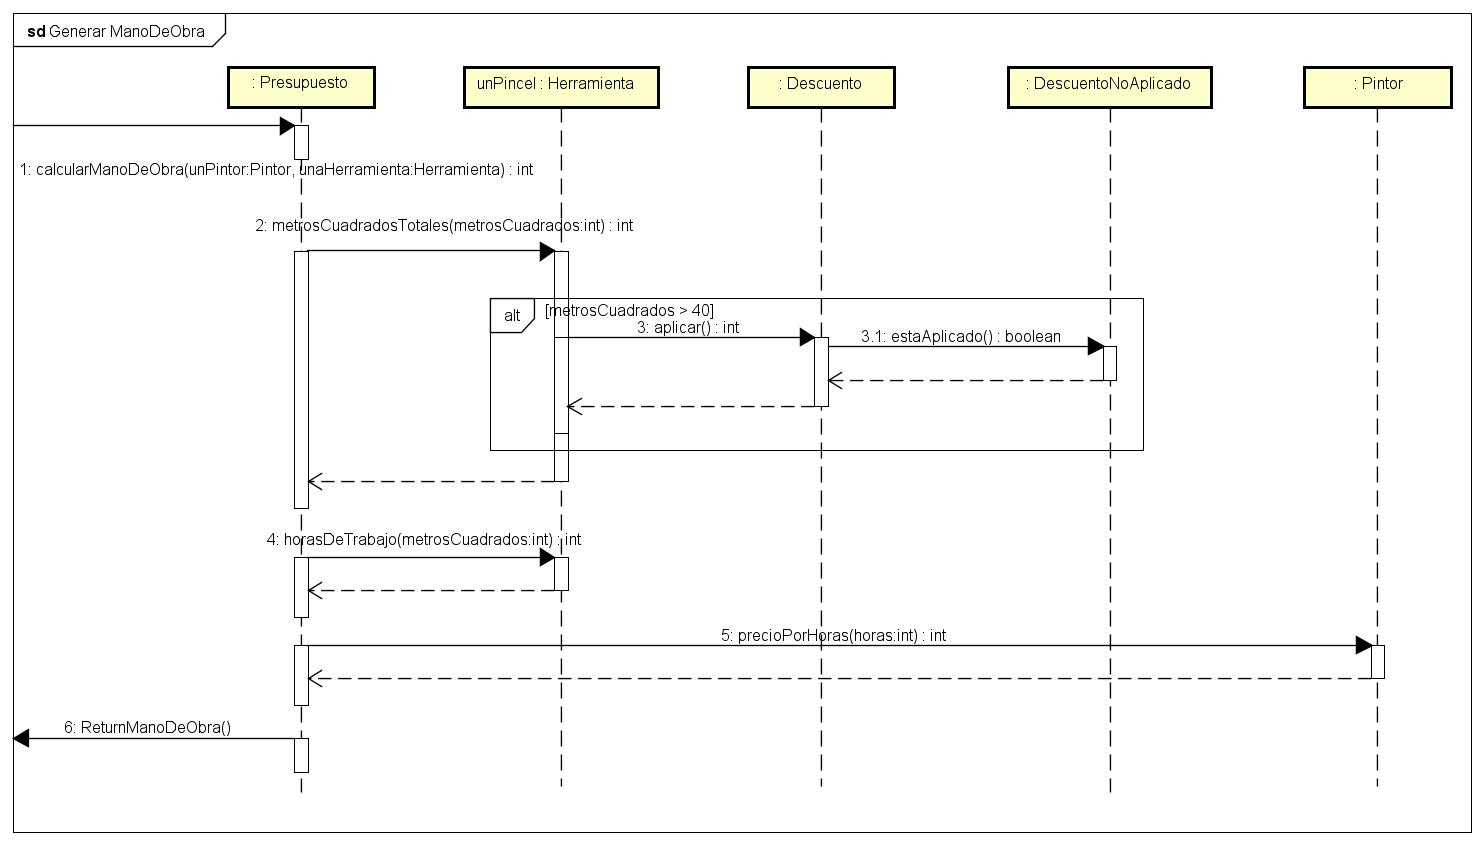 sd Generar ManoDeObra
: Presupuesto
unPincel : Herramienta
: Descuento
: DescuentoNoAplicado
: Pintor
1: calcularManoDeObra(unPintor:Pintor, unaHerramienta:Herramienta) : int
2: metrosCuadradosTotales(metrosCuadrados:int) : int
alt
[metrosCuadrados > 40]
3: aplicar() : int
3.1: estaAplicado() : boolean
4: horasDeTrabajo(metrosCuadrados:int) : int
5: precioPorHoras(horas:int) : int
6: ReturnManoDeObra()